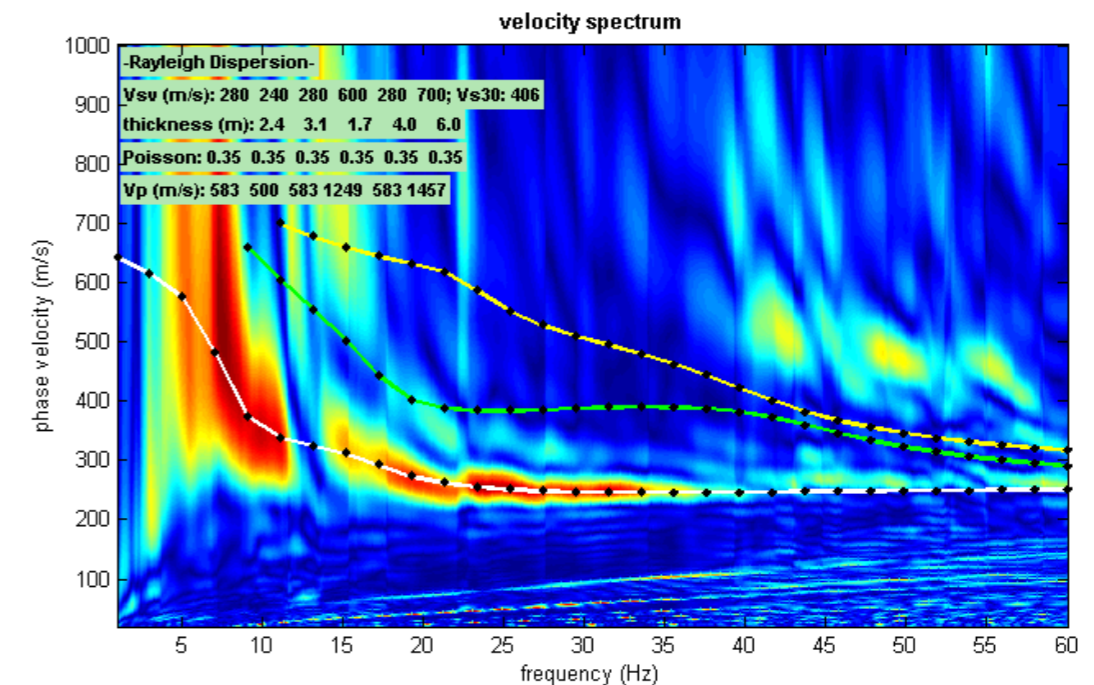 velocity spectrum
-Rayleigh Dispersion-
Vsv (m/s): 280 240 280 600 280 700; Vs30: 406
thickness (m): 2.4 3.1 1.7 4.0 6.0
Poisson: 0.35 0.35 0.35 0.35 0.35 0.35
Vp (m/s): 583 500 583 1249 583 1457
1000
900
800
700
600
500
400
300
200
100
phase velocity (m/s)
5 10 15 20 25 30 35 40 45 50 55 60
frequency (Hz)